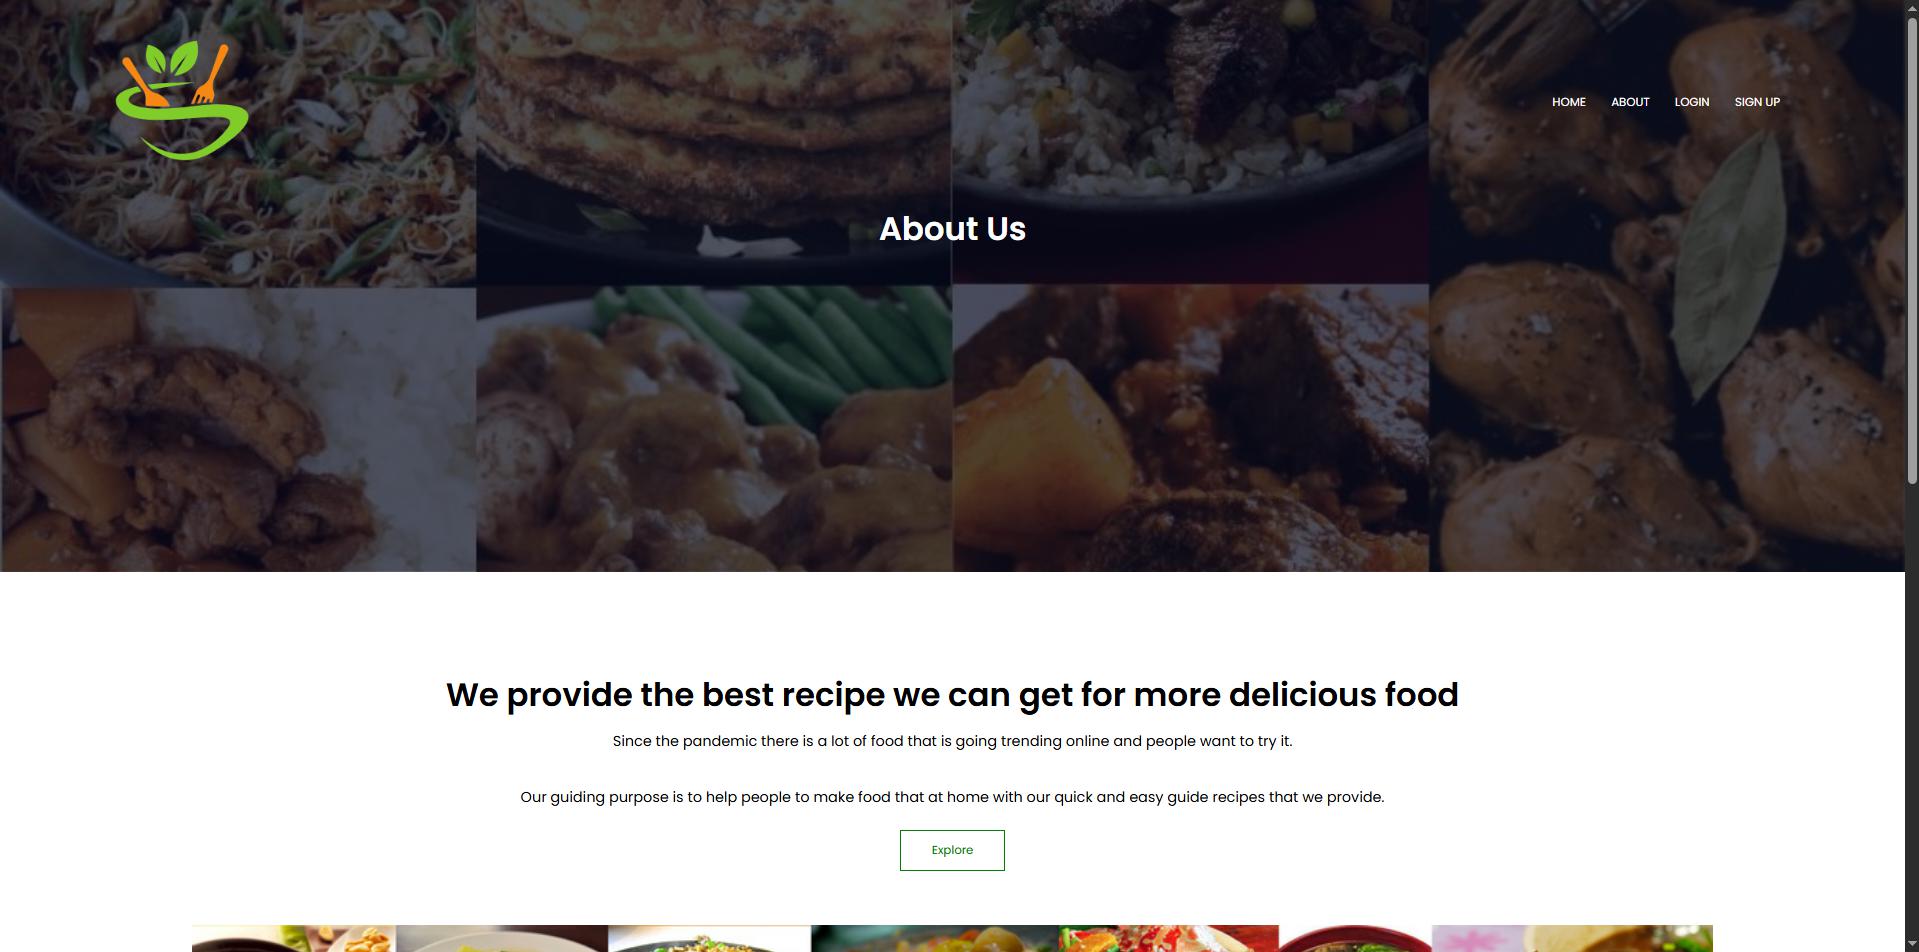 HOME ABOUT LOGIN SIGN UP
About Us
We provide the best recipe we can get for more delicious food
Since the pandemic there is a lot of food that is going trending online and people want to try it.
Our guiding purpose is to help people to make food that at home with our quick and easy guide recipes that we provide.
Explore